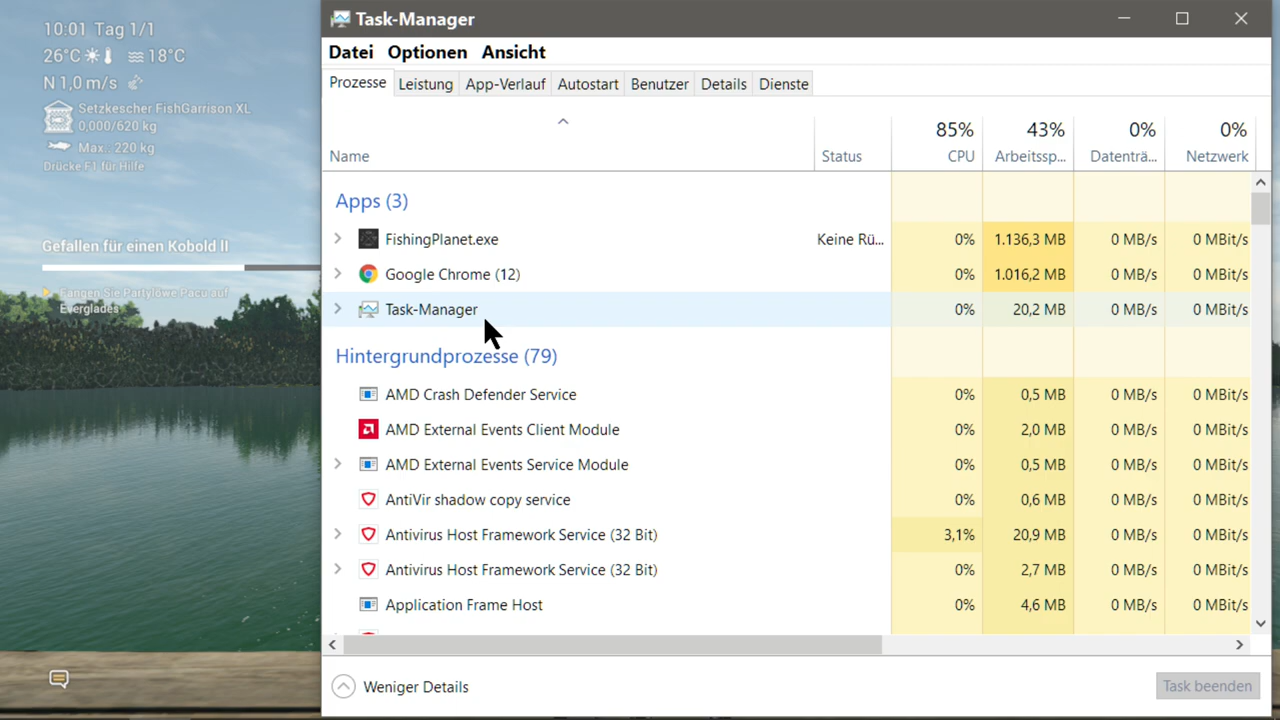 10:01 Tag 1/1
26°C 18°C
N 1,0 m/s
Setzkescher FishGarrison XL
0,000/620 kg
Max.: 220 kg
Drücke F1 für Hilfe
Gefallen für einen Kobold II
Fangen Sie Partylöwe Pacu auf
Everglades
Task-Manager
Datei Optionen Ansicht
Prozesse Leistung App-Verlauf Autostart Benutzer Details Dienste
85% 43% 0% 0%
Name Status CPU Arbeitssp... Datenträ... Netzwerk
Apps (3)
FishingPlanet.exe Keine Rü... 0% 1.136,3 MB 0 MB/s 0 MBit/s
Google Chrome (12) 0% 1.016,2 MB 0 MB/s 0 MBit/s
Task-Manager 0% 20,2 MB 0 MB/s 0 MBit/s
Hintergrundprozesse (79)
AMD Crash Defender Service 0% 0,5 MB 0 MB/s 0 MBit/s
AMD External Events Client Module 0% 2,0 MB 0 MB/s 0 MBit/s
AMD External Events Service Module 0% 0,5 MB 0 MB/s 0 MBit/s
AntiVir shadow copy service 0% 0,6 MB 0 MB/s 0 MBit/s
Antivirus Host Framework Service (32 Bit) 3,1% 20,9 MB 0 MB/s 0 MBit/s
Antivirus Host Framework Service (32 Bit) 0% 2,7 MB 0 MB/s 0 MBit/s
Application Frame Host 0% 4,6 MB 0 MB/s 0 MBit/s
Weniger Details
Task beenden